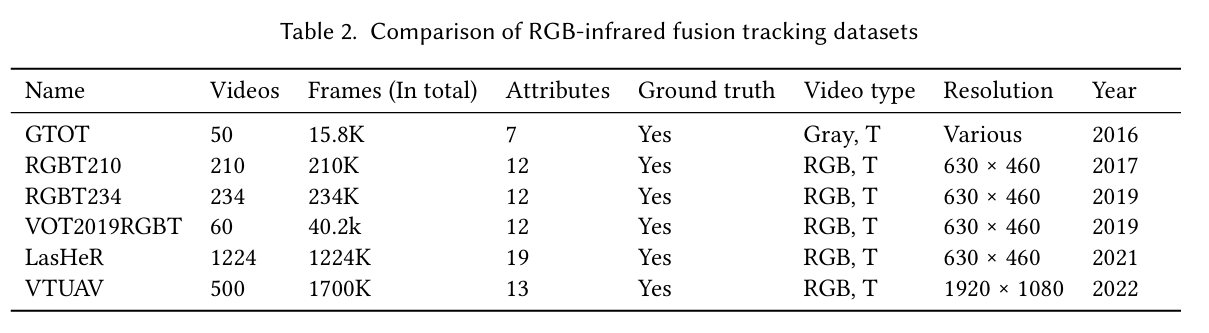 Table 2. Comparison of RGB-infrared fusion tracking datasets
Name Videos Frames (In total) Attributes Ground truth Video type Resolution Year
GTOT 50 15.8K 7 Yes Gray, T Various 2016
RGBT210 210 210K 12 Yes RGB, T 630 × 460 2017
RGBT234 234 234K 12 Yes RGB, T 630 × 460 2019
VOT2019RGBT 60 40.2k 12 Yes RGB, T 630 × 460 2019
LasHeR 1224 1224K 19 Yes RGB, T 630 × 460 2021
VTUAV 500 1700K 13 Yes RGB, T 1920 × 1080 2022